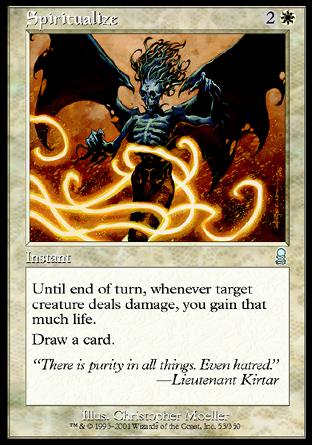 Spiritualize 2
Instant
Until end of turn, whenever target
creature deals damage, you gain that
much life.
Draw a card.
“There is purity in all things. Even hatred.”
—Lieutenant Kirtar
Illus. Christopher Moeller
™ & © 1993–2001 Wizards of the Coast, Inc. 53/350